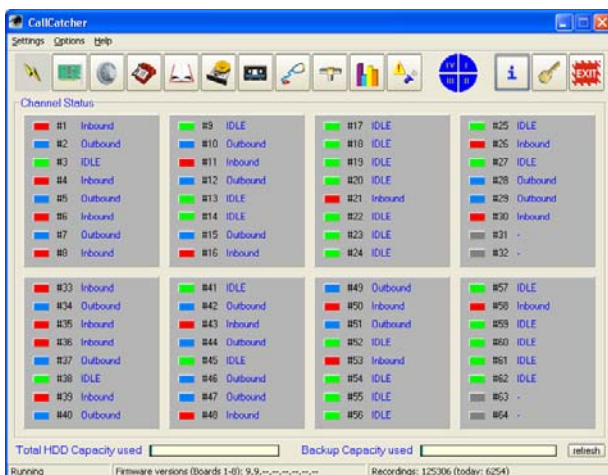 CallCatcher
Settings Options Help
IV I
III II
i
EXIT
Channel Status
#1 Inbound
#2 Outbound
#3 IDLE
#4 Inbound
#5 Outbound
#6 Inbound
#7 Outbound
#8 Inbound
#9 IDLE
#10 Outbound
#11 Inbound
#12 Outbound
#13 IDLE
#14 IDLE
#15 Outbound
#16 Inbound
#17 IDLE
#18 IDLE
#19 IDLE
#20 IDLE
#21 Inbound
#22 IDLE
#23 IDLE
#24 IDLE
#25 IDLE
#26 Inbound
#27 IDLE
#28 Outbound
#29 Outbound
#30 Inbound
#31 -
#32 -
#33 Inbound
#34 Outbound
#35 Inbound
#36 Inbound
#37 Outbound
#38 IDLE
#39 Inbound
#40 Outbound
#41 IDLE
#42 Outbound
#43 Inbound
#44 Outbound
#45 IDLE
#46 Outbound
#47 Outbound
#48 Inbound
#49 Outbound
#50 Inbound
#51 Outbound
#52 IDLE
#53 Inbound
#54 IDLE
#55 IDLE
#56 IDLE
#57 IDLE
#58 Inbound
#59 IDLE
#60 IDLE
#61 IDLE
#62 IDLE
#63 -
#64 -
Total HDD Capacity used
Backup Capacity used
refresh
Running
Firmware versions (Boards 1-8): 9.9,--,--,--,--,--,--
Recordings: 125306 (today: 6254)